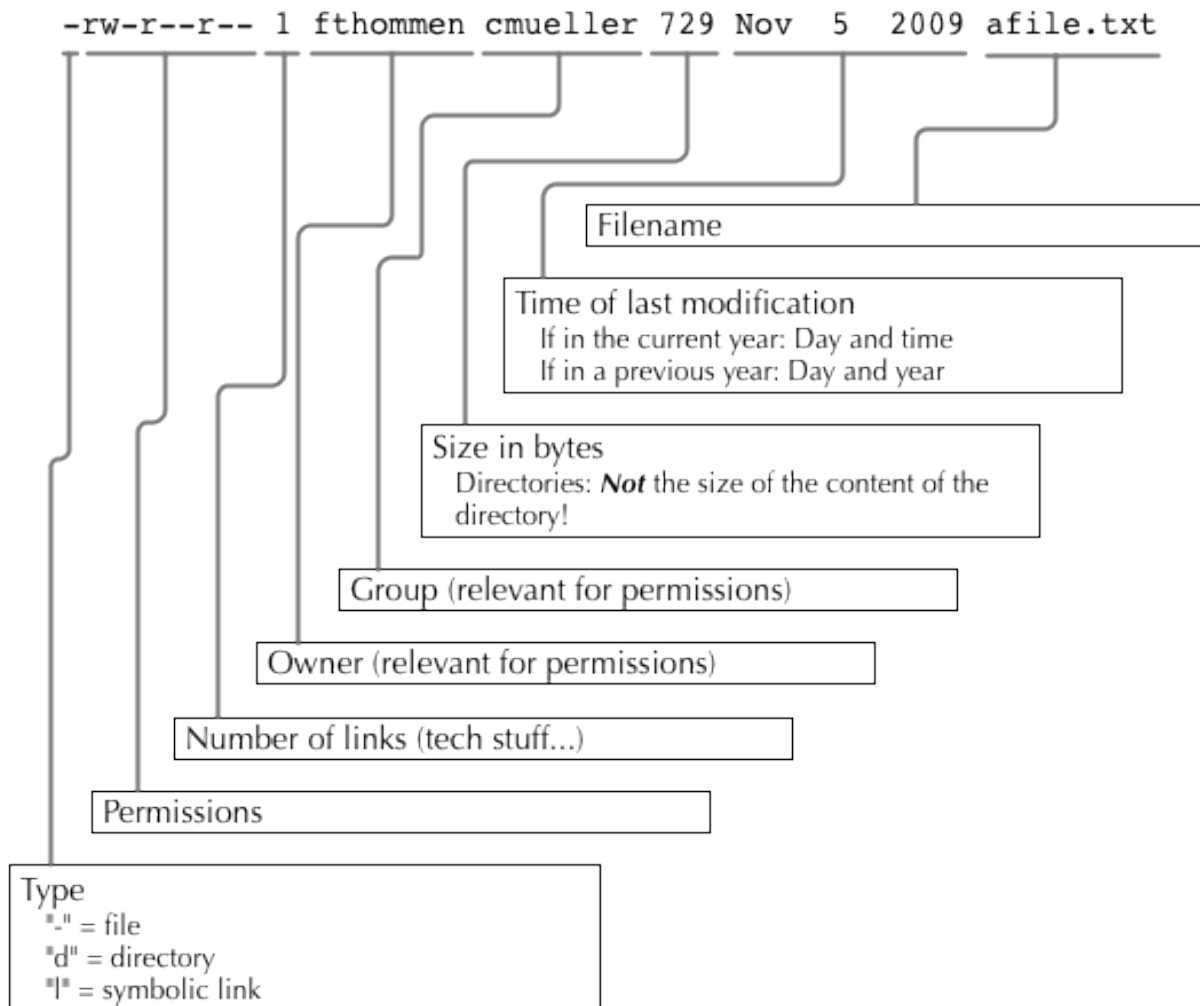 -rw-r--r-- 1 fthommen cmueller 729 Nov 5 2009 afile.txt
Filename
Time of last modification
If in the current year: Day and time
If in a previous year: Day and year
Size in bytes
Directories: Not the size of the content of the
directory!
Group (relevant for permissions)
Owner (relevant for permissions)
Number of links (tech stuff...)
Permissions
Type
"-" = file
"d" = directory
"l" = symbolic link